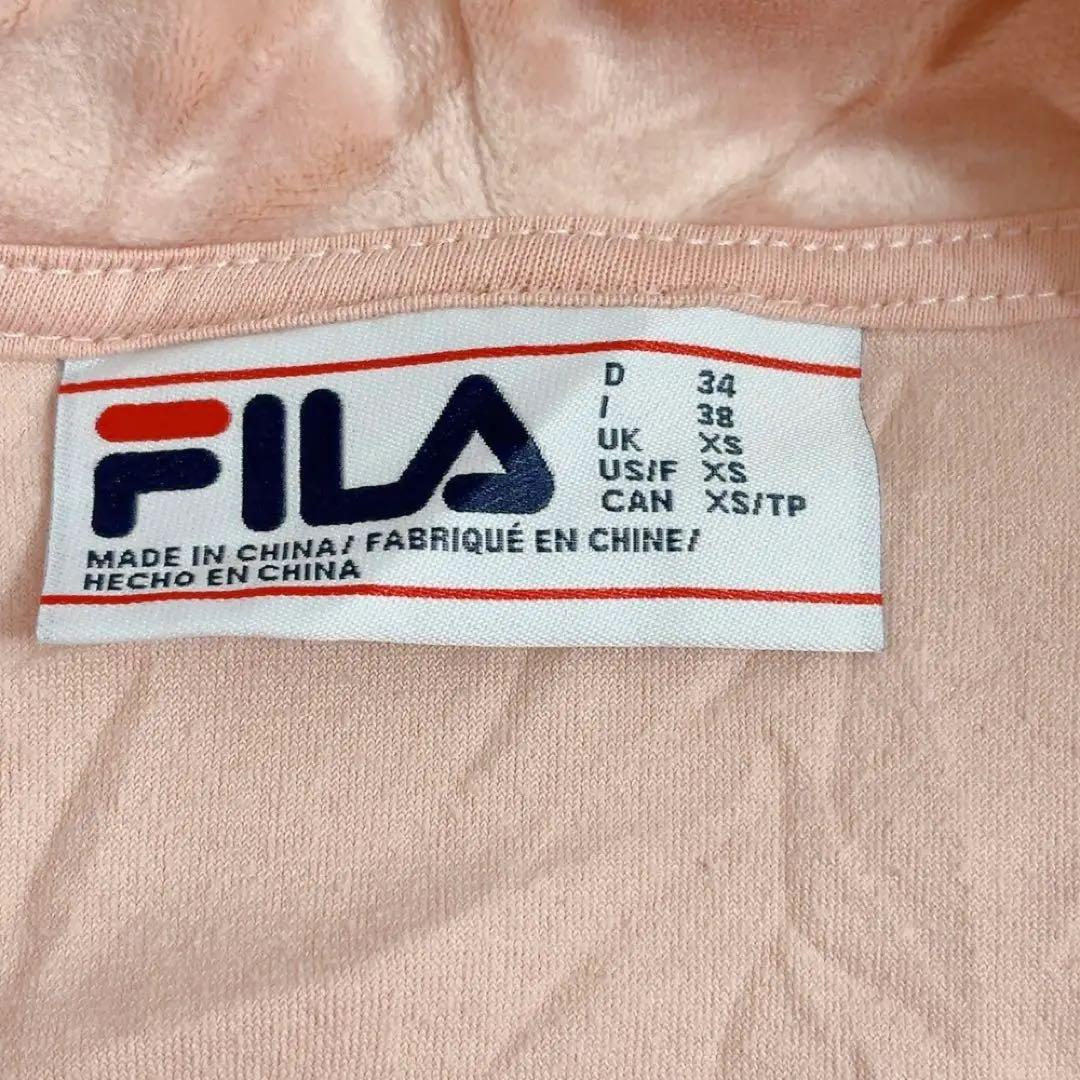 FILA
D 34
I 38
UK XS
US/F XS
CAN XS/TP
MADE IN CHINA/ FABRIQUÉ EN CHINE/
HECHO EN CHINA